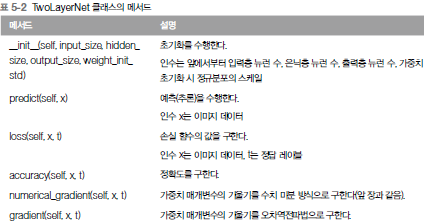 표 5-2 TwoLayerNet 클래스의 메서드
메서드 설명
__init__(self, input_size, hidden_ 초기화를 수행한다.
size, output_size, weight_init_ 인수는 앞에서부터 입력층 뉴런 수, 은닉층 뉴런 수, 출력층 뉴런 수, 가중치
std) 초기화 시 정규분포의 스케일
predict(self, x) 예측(추론)을 수행한다.
인수 x는 이미지 데이터
loss(self, x, t) 손실 함수의 값을 구한다.
인수 x는 이미지 데이터, t는 정답 레이블
accuracy(self, x, t) 정확도를 구한다.
numerical_gradient(self, x, t) 가중치 매개변수의 기울기를 수치 미분 방식으로 구한다(앞 장과 같음).
gradient(self, x, t) 가중치 매개변수의 기울기를 오차역전파법으로 구한다.